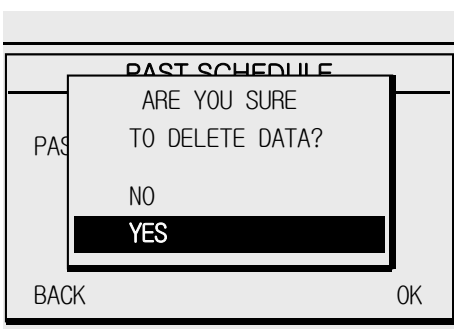 PAST SCHEDULE
ARE YOU SURE
TO DELETE DATA?
PAS
NO
YES
BACK OK